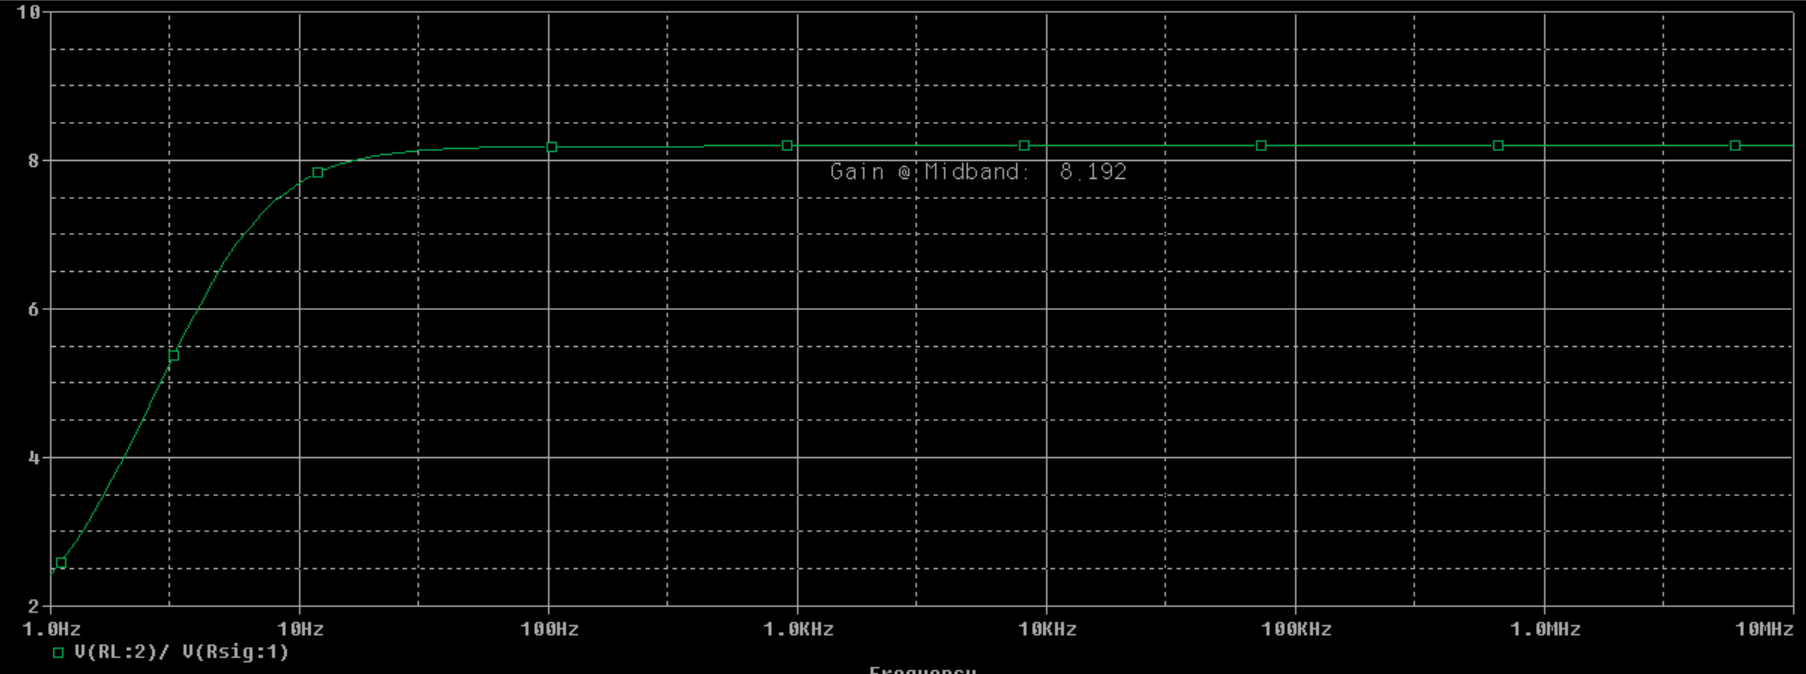 10
8
Gain @ Midband: 8.192
6
4
2
1.0Hz 10Hz 100Hz 1.0KHz 10KHz 100KHz 1.0MHz 10MHz
V(RL:2)/ V(Rsig:1)
Frequency